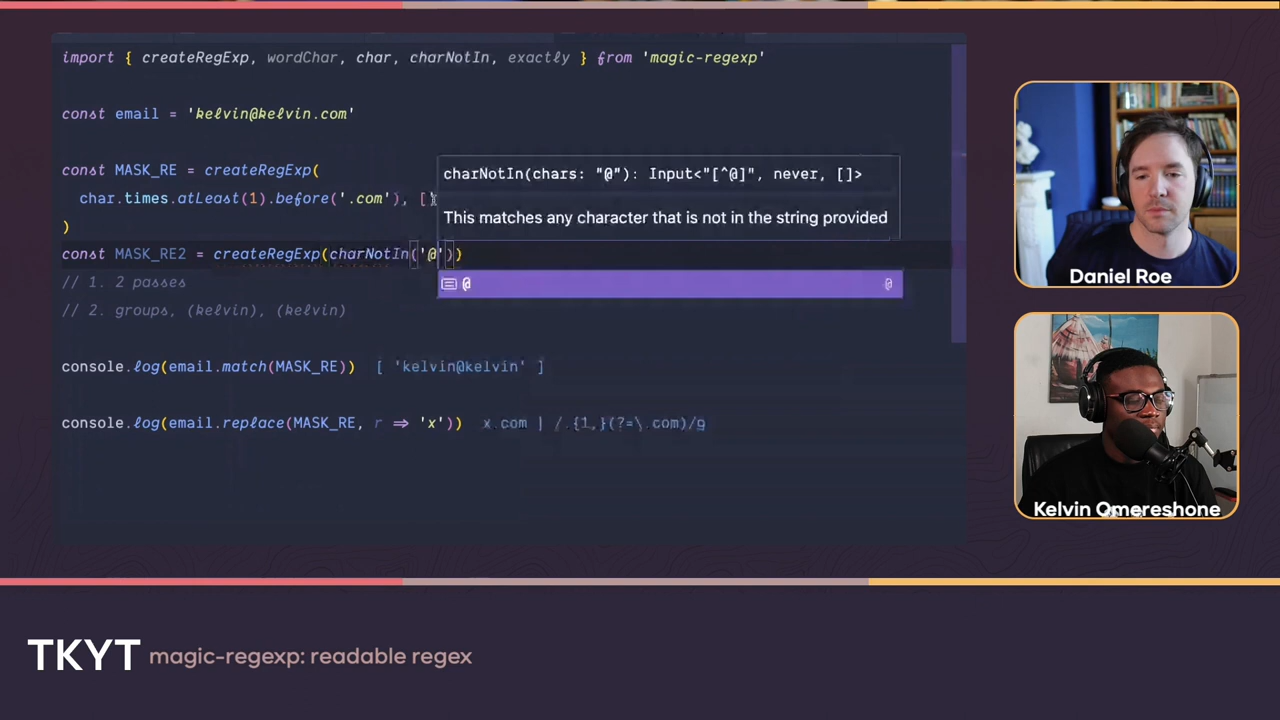 import { createRegExp, wordChar, char, charNotIn, exactly } from 'magic-regexp'
const email = 'kelvin@kelvin.com'
const MASK_RE = createRegExp(
charNotIn(chars: "@"): Input<"[^@]", never, []>
char.times.atLeast(1).before('.com'), ['
This matches any character that is not in the string provided
)
const MASK_RE2 = createRegExp(charNotIn('@'))
// 1. 2 passes
@ @
// 2. groups, (kelvin), (kelvin)
console.log(email.match(MASK_RE)) [ 'kelvin@kelvin' ]
console.log(email.replace(MASK_RE, r => 'x')) x.com | /.{1,}(?=\.com)/g
Daniel Roe
Kelvin Omereshone
TKYT magic-regexp: readable regex